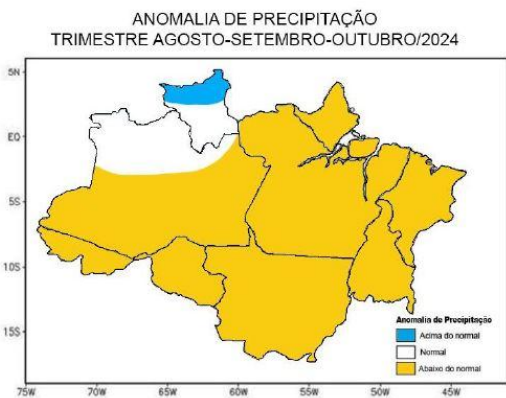 ANOMALIA DE PRECIPITAÇÃO
TRIMESTRE AGOSTO-SETEMBRO-OUTUBRO/2024
5N
EQ
5S
10S
15S
Anomalia de Precipitação
Acima do normal
Normal
Abaixo do normal
75W 70W 65W 60W 55W 50W 45W